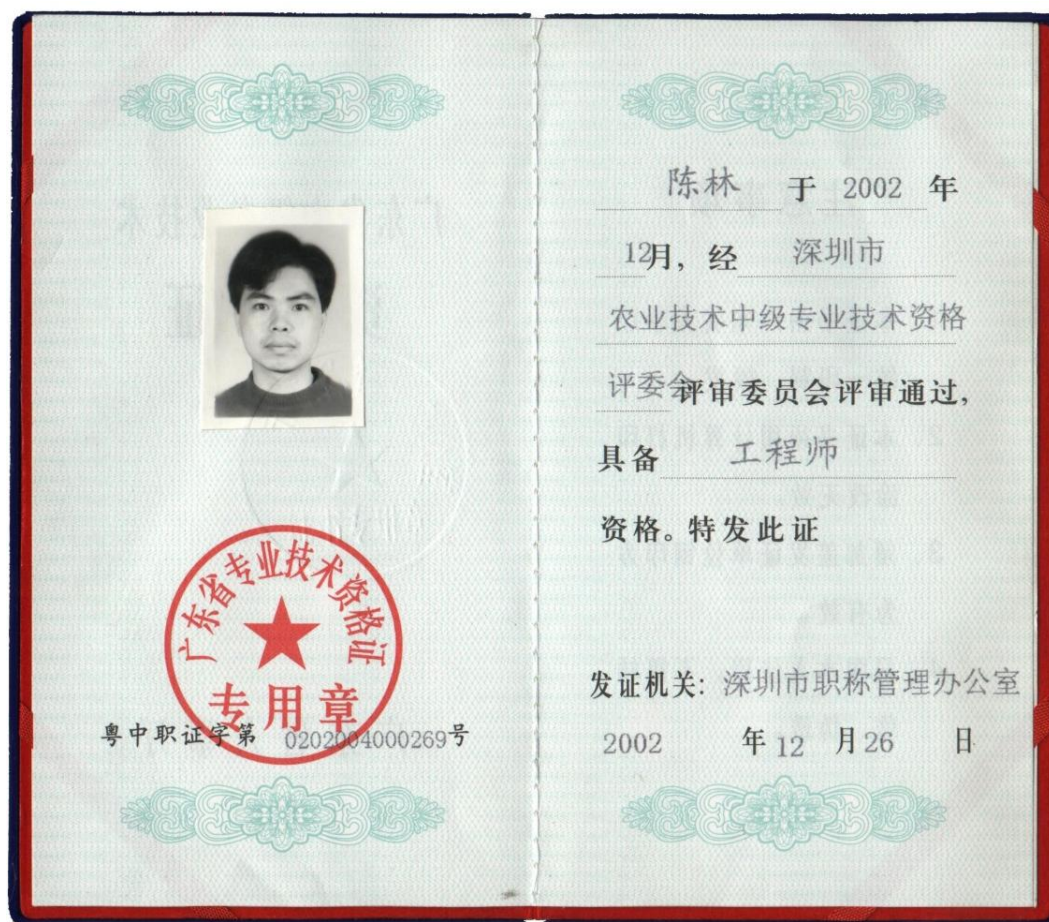 广东省专业技术资格证
专用章
粤中职证字第 0202004000269号
陈林 于 2002 年
12月，经 深圳市
农业技术中级专业技术资格
评委会评审委员会评审通过，
具备 工程师
资格。特发此证
发证机关：深圳市职称管理办公室
2002 年 12 月 26 日